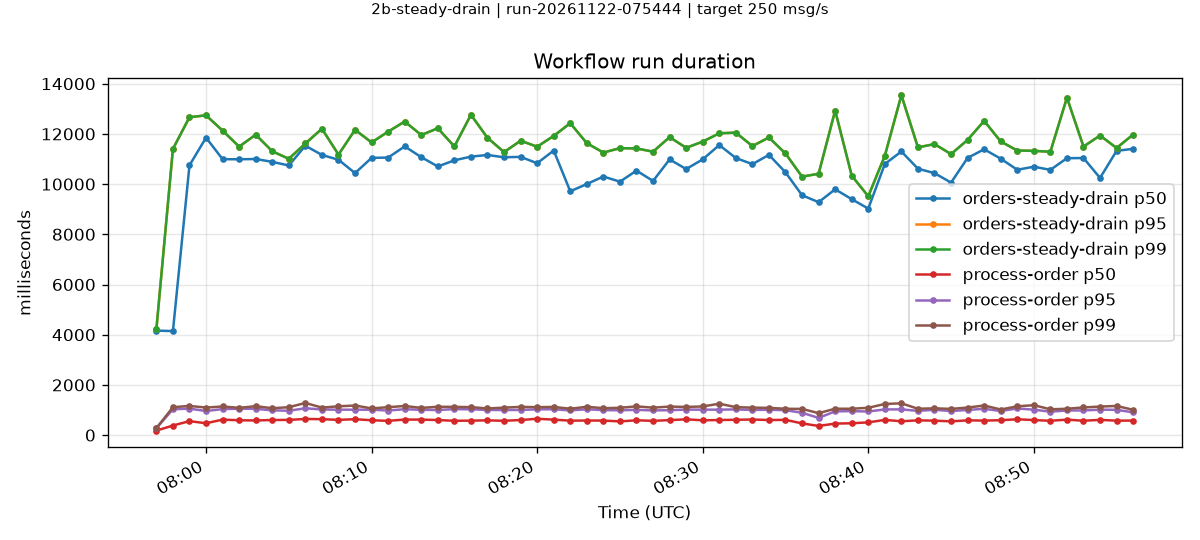 2b-steady-drain | run-20261122-075444 | target 250 msg/s
Workflow run duration
14000
12000
10000
8000
6000
4000
2000
0
milliseconds
orders-steady-drain p50
orders-steady-drain p95
orders-steady-drain p99
process-order p50
process-order p95
process-order p99
08:00
08:10
08:20
08:30
08:40
08:50
Time (UTC)